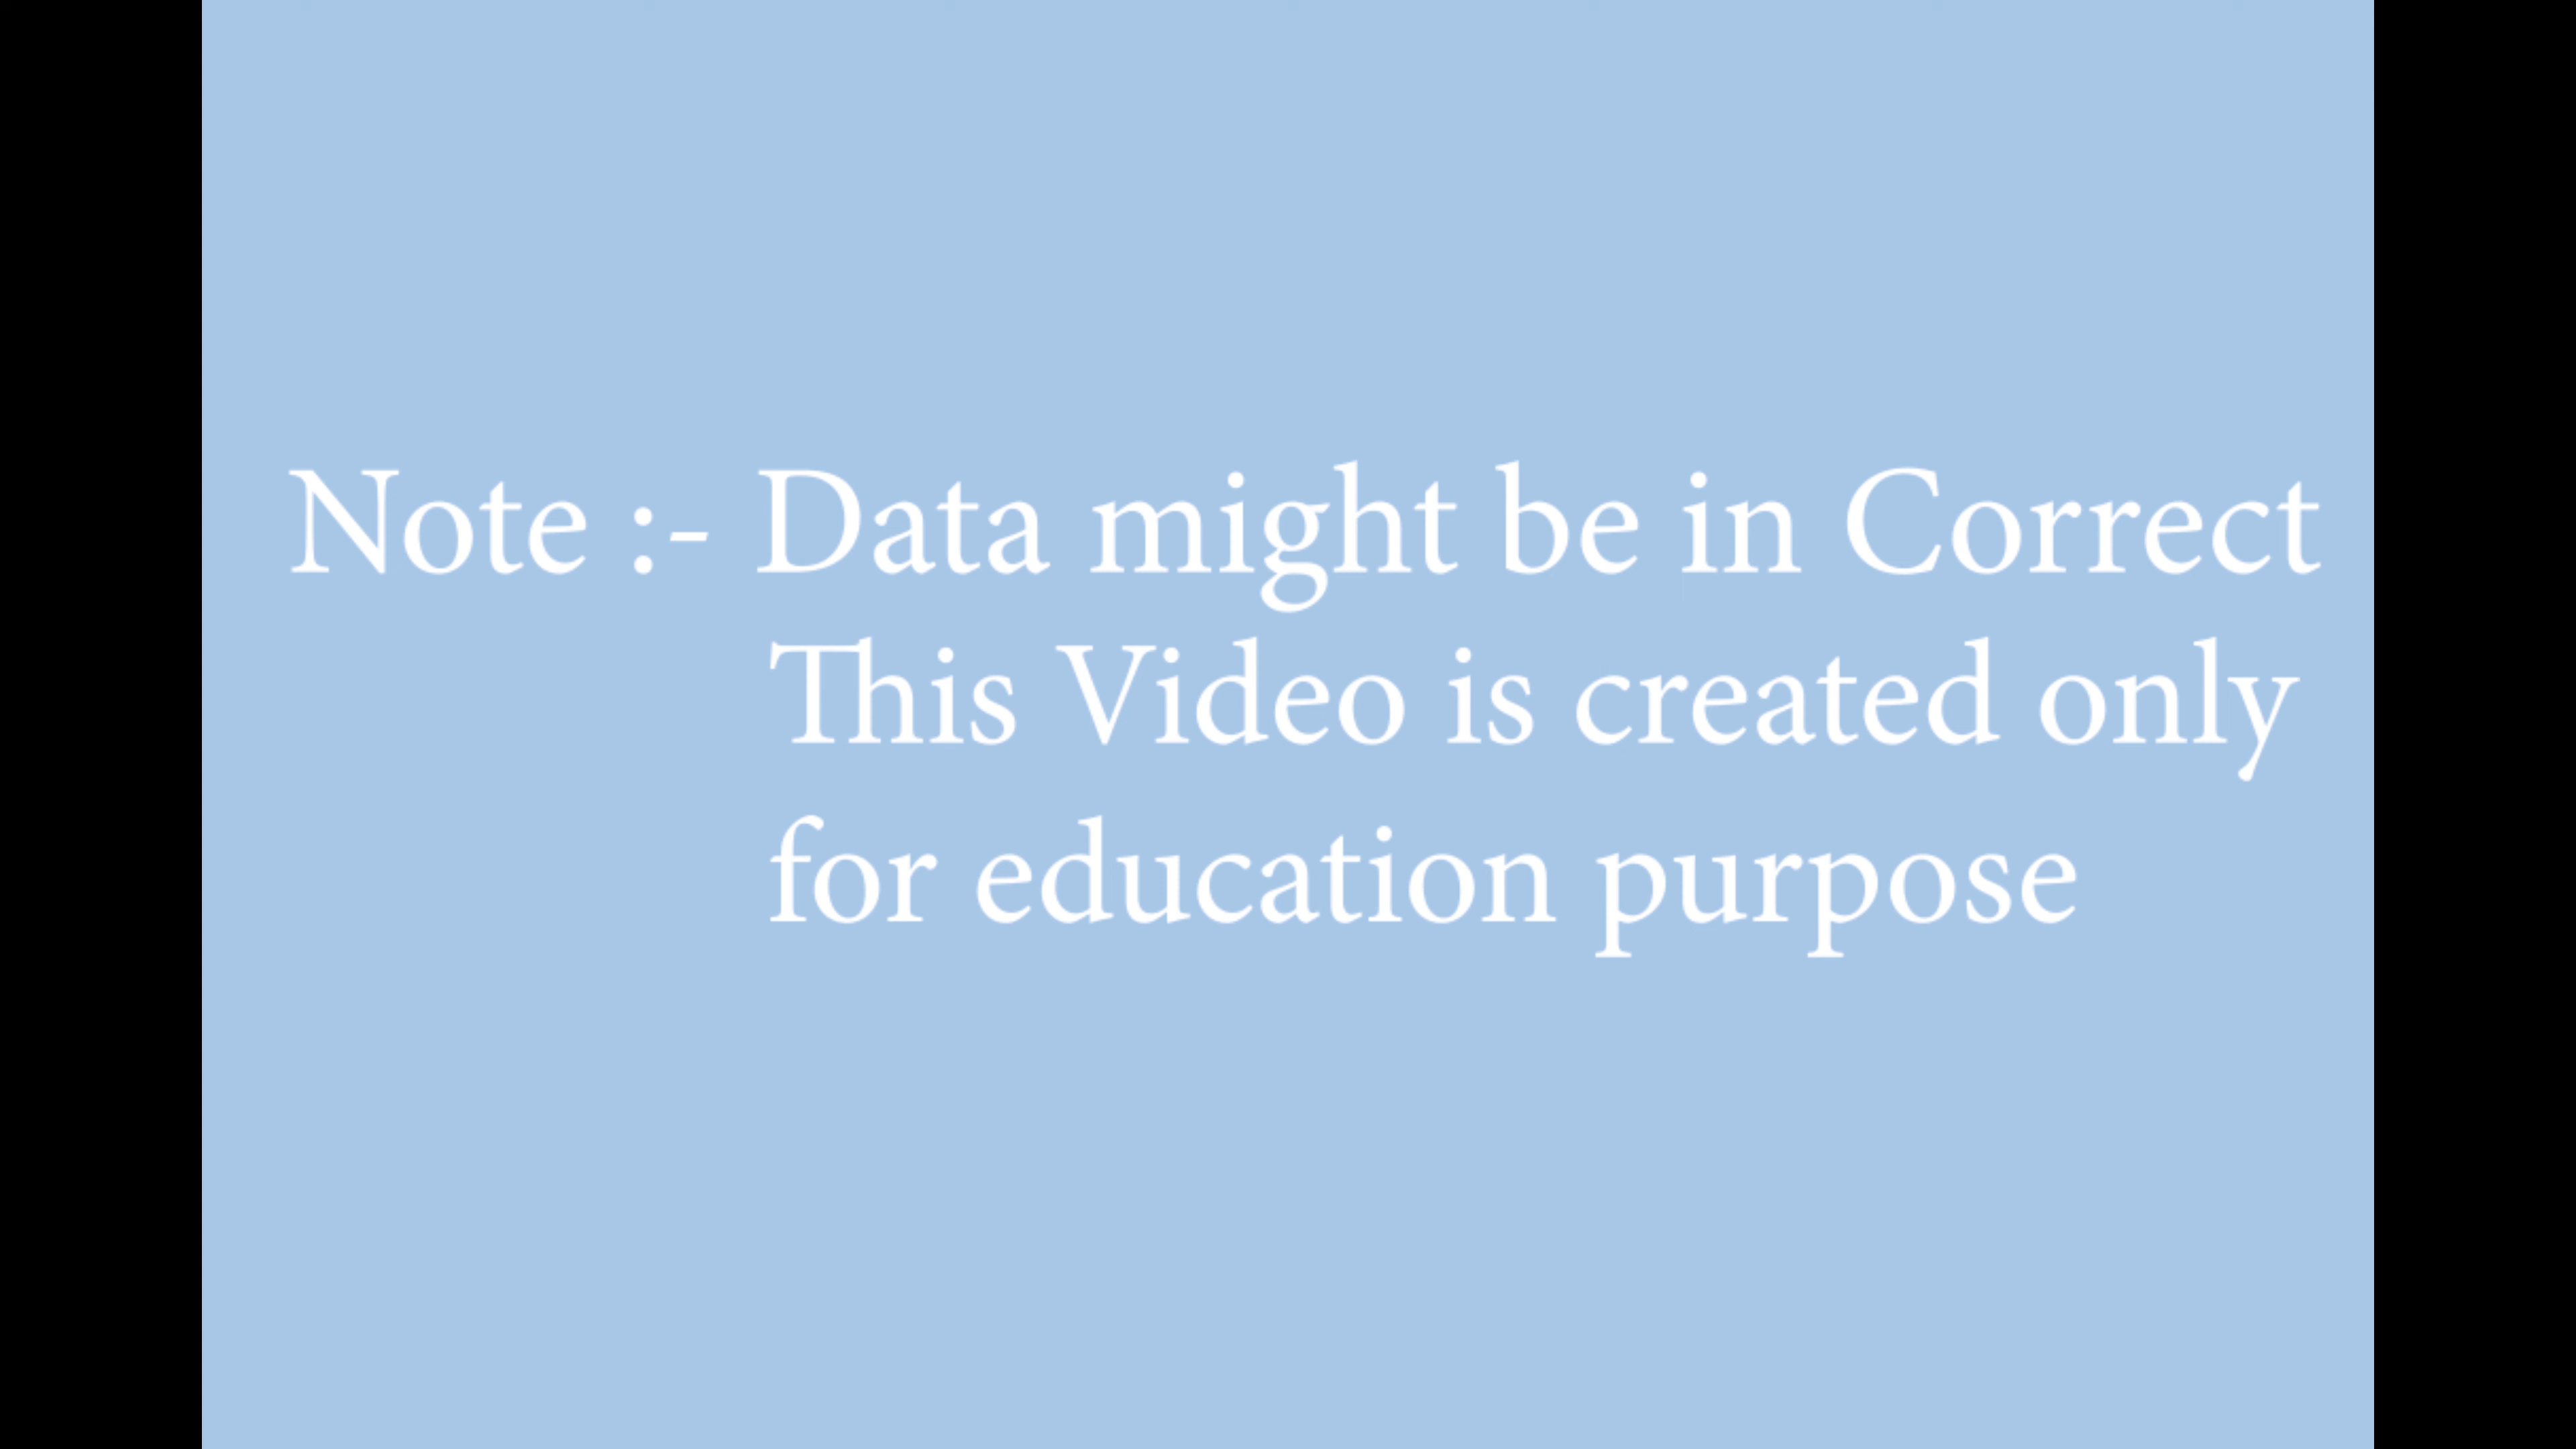 Note :- Data might be in Correct
This Video is created only
for education purpose